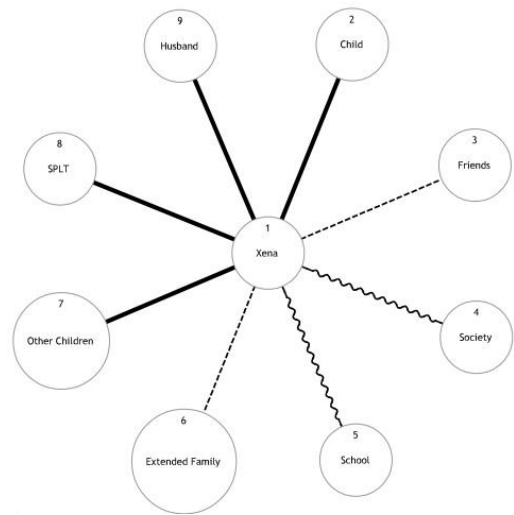 9
Husband
2
Child
8
SPLT
3
Friends
1
Xena
7
Other Children
4
Society
6
Extended Family
5
School